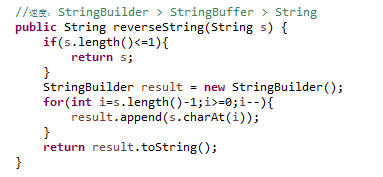 //速度: StringBuilder > StringBuffer > String
public String reverseString(String s) {
    if(s.length()<=1){
        return s;
    }
    StringBuilder result = new StringBuilder();
    for(int i=s.length()-1;i>=0;i--){
        result.append(s.charAt(i));
    }
    return result.toString();
}